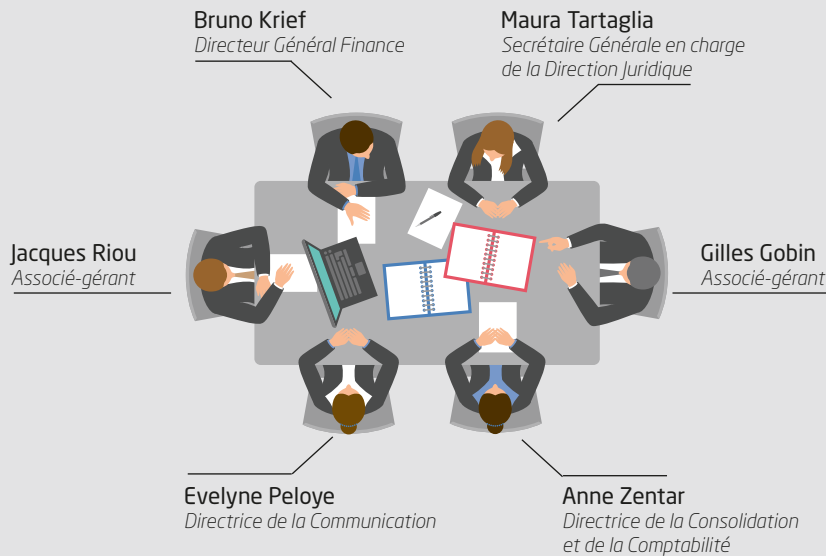 Bruno Krief
Directeur Général Finance
Maura Tartaglia
Secrétaire Générale en charge
de la Direction Juridique
Jacques Riou
Associé-gérant
Gilles Gobin
Associé-gérant
Evelyne Peloye
Directrice de la Communication
Anne Zentar
Directrice de la Consolidation
et de la Comptabilité